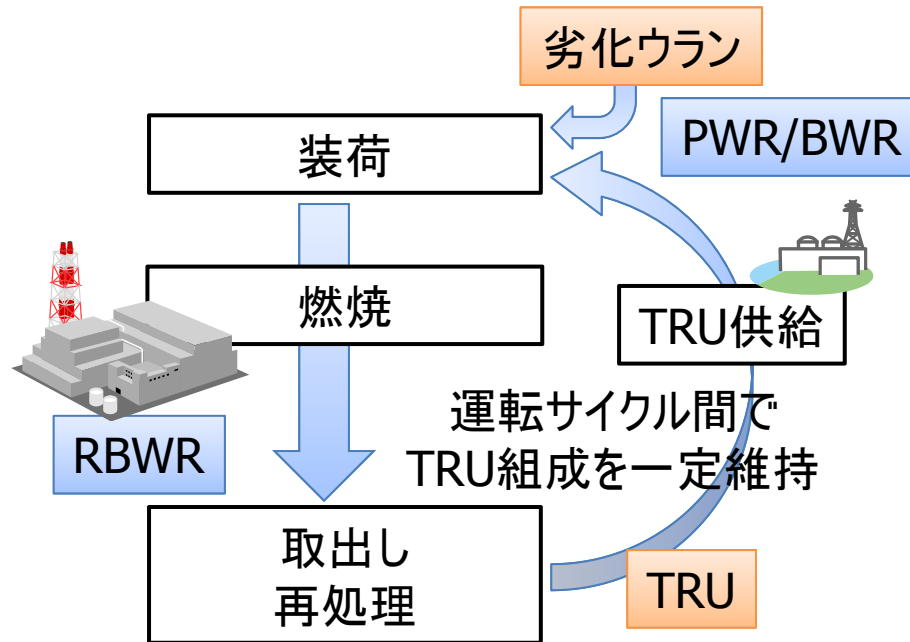 劣化ウラン
装荷
PWR/BWR
燃焼
TRU供給
RBWR
運転サイクル間で
TRU組成を一定維持
取出し
再処理
TRU